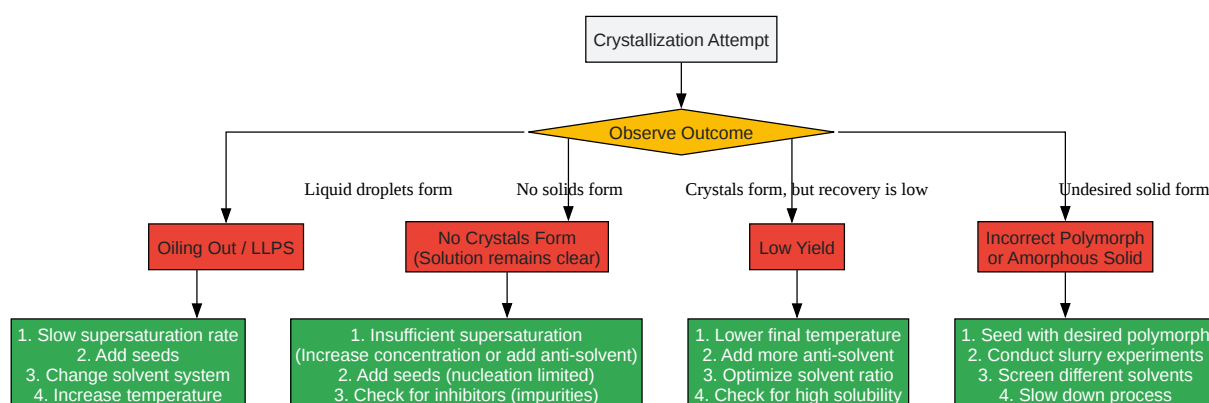 Crystallization Attempt
Observe Outcome
Liquid droplets form
No solids form
Crystals form, but recovery is low
Undesired solid form
Oiling Out / LLPS
No Crystals Form
(Solution remains clear)
Low Yield
Incorrect Polymorph
or Amorphous Solid
1. Slow supersaturation rate
2. Add seeds
3. Change solvent system
4. Increase temperature
1. Insufficient supersaturation
(Increase concentration or add anti-solvent)
2. Add seeds (nucleation limited)
3. Check for inhibitors (impurities)
1. Lower final temperature
2. Add more anti-solvent
3. Optimize solvent ratio
4. Check for high solubility
1. Seed with desired polymorph
2. Conduct slurry experiments
3. Screen different solvents
4. Slow down process